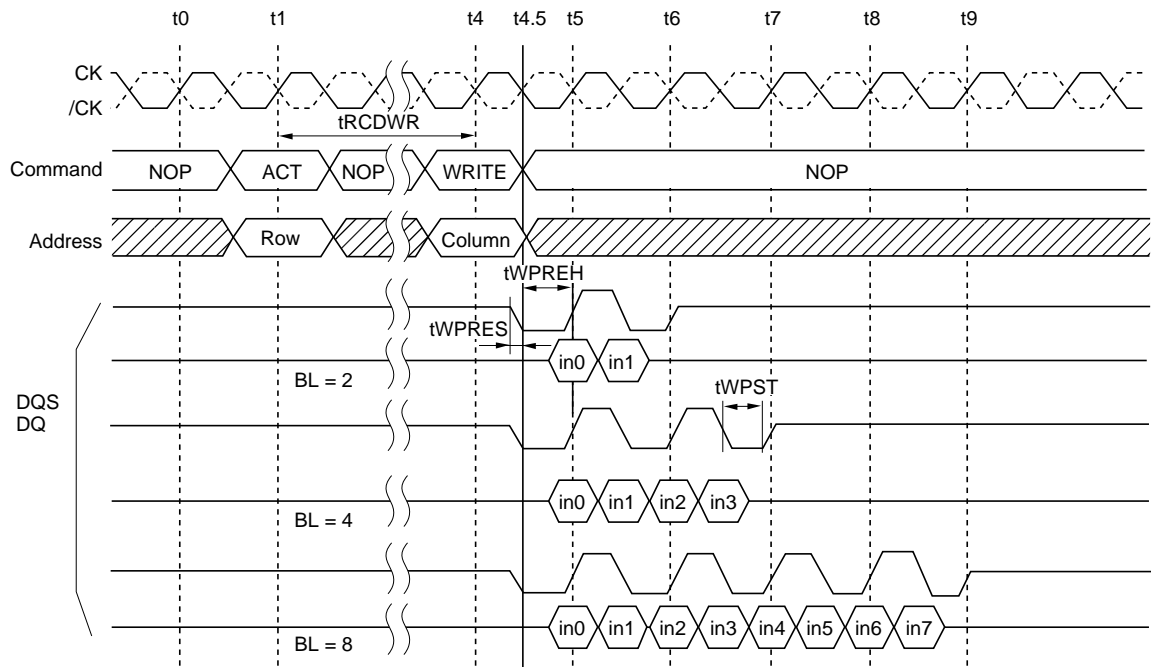 t0 t1 t4 t4.5 t5 t6 t7 t8 t9
CK
/CK
tRCDWR
Command NOP ACT NOP WRITE NOP
Address Row Column
tWPREH
tWPRES
in0 in1
BL = 2
tWPST
DQS
DQ
in0 in1 in2 in3
BL = 4
in0 in1 in2 in3 in4 in5 in6 in7
BL = 8